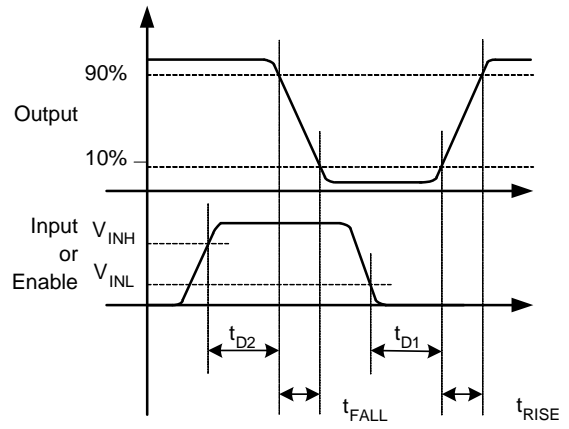 90%
Output
10%
Input
or
Enable
V_INH
V_INL
t_D2
t_D1
t_FALL
t_RISE